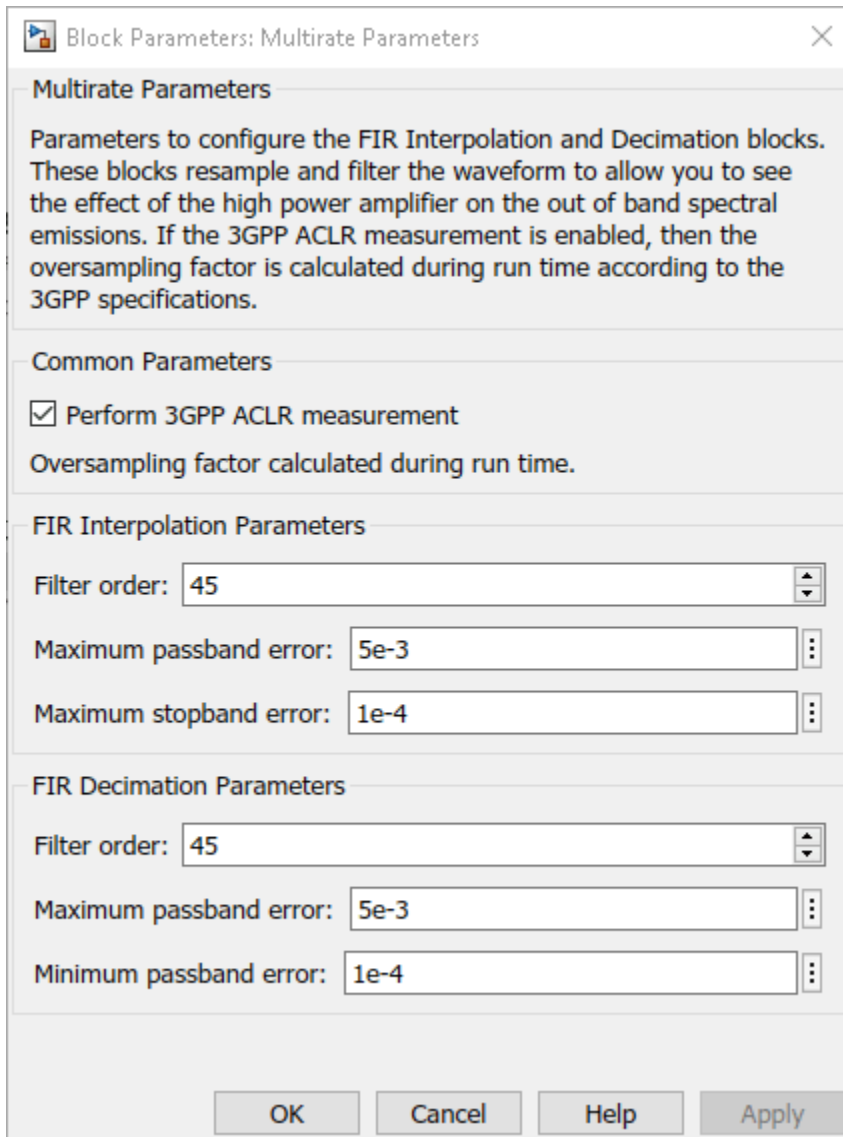 Block Parameters: Multirate Parameters
Multirate Parameters
Parameters to configure the FIR Interpolation and Decimation blocks.
These blocks resample and filter the waveform to allow you to see
the effect of the high power amplifier on the out of band spectral
emissions. If the 3GPP ACLR measurement is enabled, then the
oversampling factor is calculated during run time according to the
3GPP specifications.
Common Parameters
Perform 3GPP ACLR measurement
Oversampling factor calculated during run time.
FIR Interpolation Parameters
Filter order: 45
Maximum passband error: 5e-3
Maximum stopband error: 1e-4
FIR Decimation Parameters
Filter order: 45
Maximum passband error: 5e-3
Minimum passband error: 1e-4
OK Cancel Help Apply